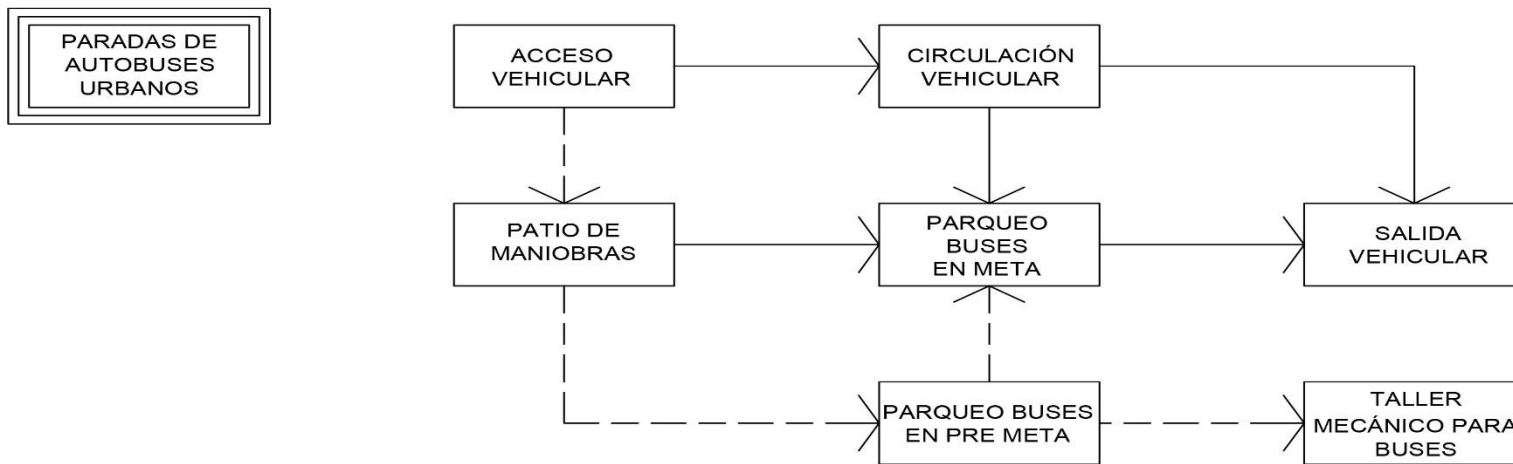 PARADAS DE
AUTOBUSES
URBANOS
ACCESO
VEHICULAR
CIRCULACIÓN
VEHICULAR
PATIO DE
MANIOBRAS
PARQUEO
BUSES
EN META
SALIDA
VEHICULAR
PARQUEO BUSES
EN PRE META
TALLER
MECÁNICO PARA
BUSES